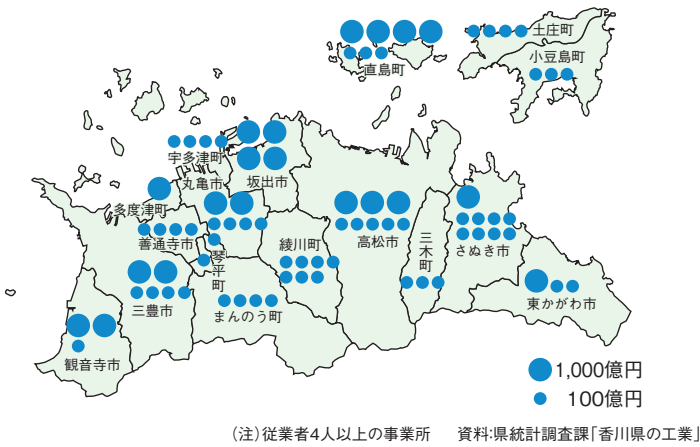 土庄町
小豆島町
直島町
宇多津町
丸亀市
坂出市
多度津町
善通寺市
琴平町
綾川町
高松市
三木町
さぬき市
東かがわ市
三豊市
まんのう町
観音寺市
1,000億円
100億円
(注)従業者4人以上の事業所 資料:県統計調査課「香川県の工業」